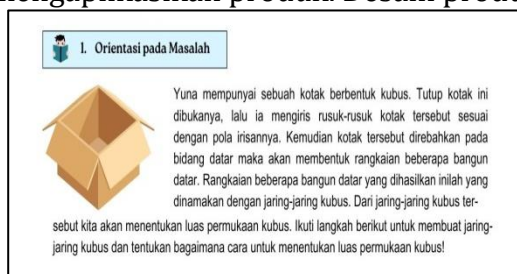 mengaplikasikan produk. Desain produ
1. Orientasi pada Masalah
Yuna mempunyai sebuah kotak berbentuk kubus. Tutup kotak ini
dibukanya, lalu ia mengiris rusuk-rusuk kotak tersebut sesuai
dengan pola irisannya. Kemudian kotak tersebut direbahkan pada
bidang datar maka akan membentuk rangkaian beberapa bangun
datar. Rangkaian beberapa bangun datar yang dihasilkan inilah yang
dinamakan dengan jaring-jaring kubus. Dari jaring-jaring kubus ter-
sebut kita akan menentukan luas permukaan kubus. Ikuti langkah berikut untuk membuat jaring-
jaring kubus dan tentukan bagaimana cara untuk menentukan luas permukaan kubus!